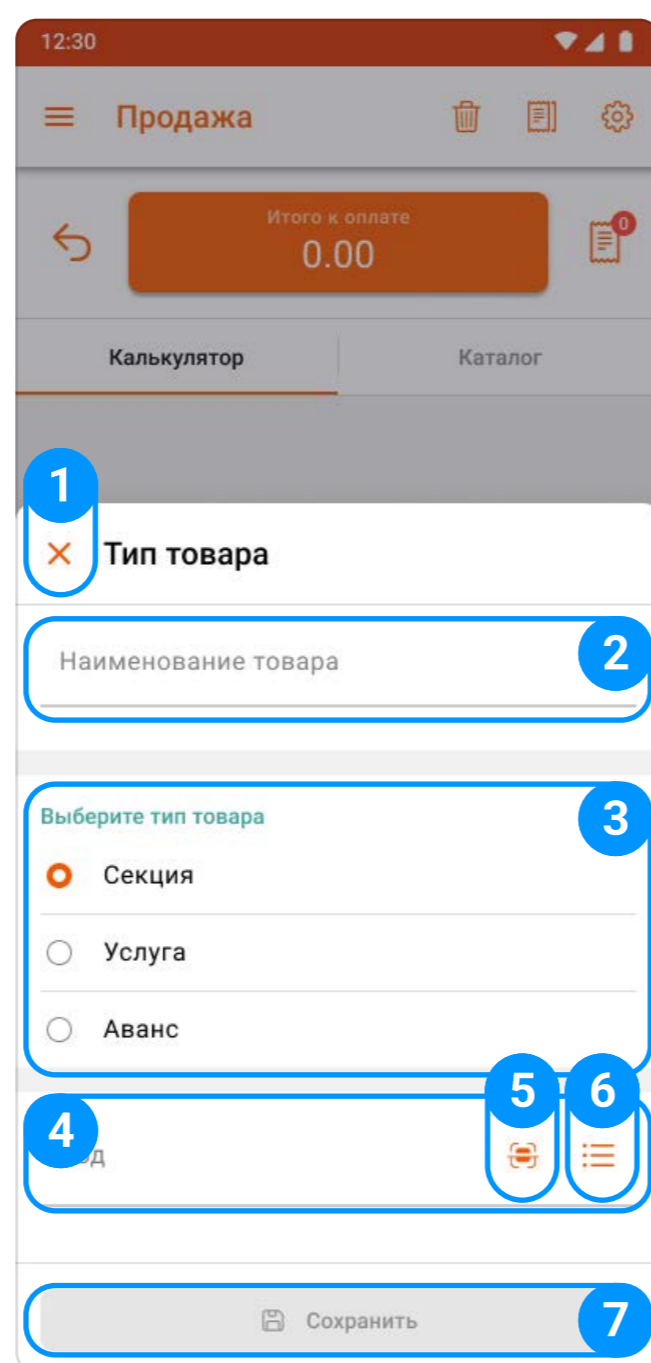 12:30
Продажа
Итого к оплате
0.00
0
Калькулятор
Каталог
1
Тип товара
Наименование товара
2
Выберите тип товара
3
Секция
Услуга
Аванс
4
5
6
Сохранить
7